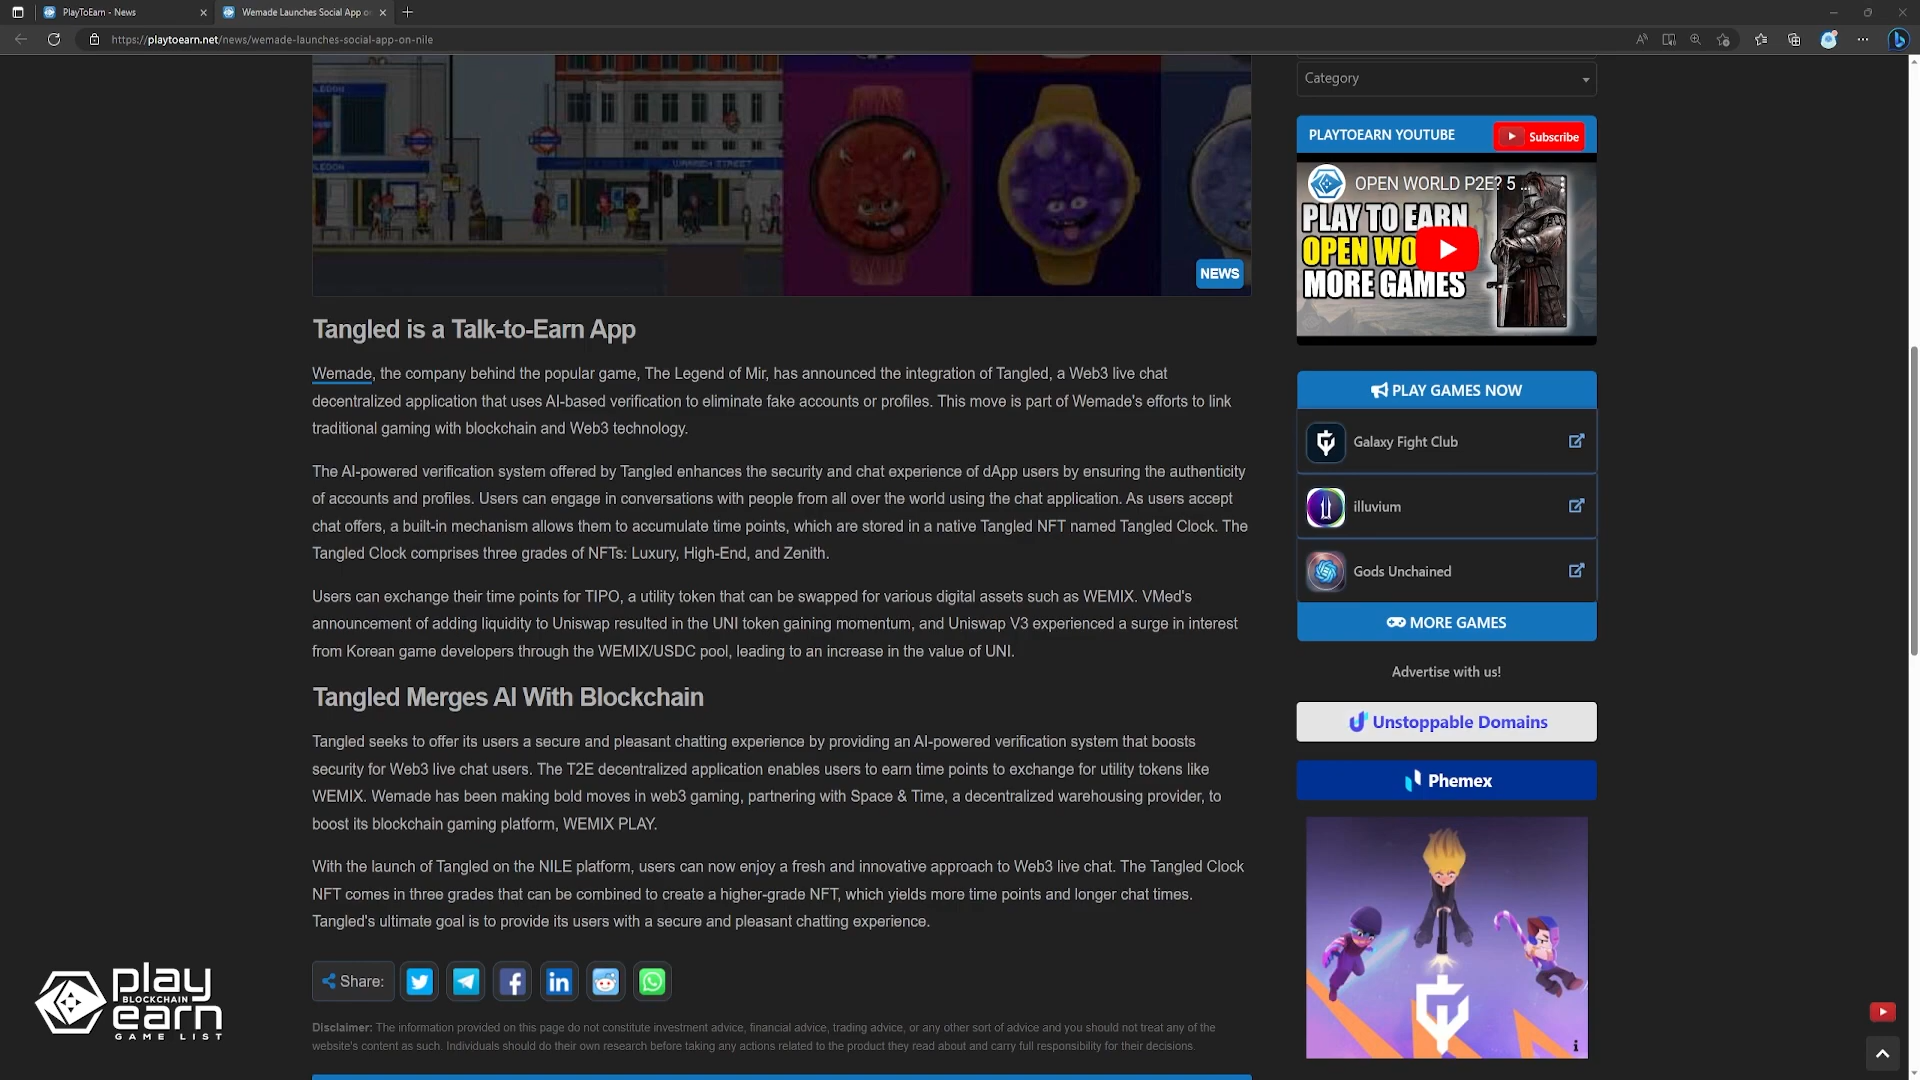 PlayToEarn - News
Wemade Launches Social App o
https://playtoearn.net/news/wemade-launches-social-app-on-nile
WARREN STREET
NEWS
Tangled is a Talk-to-Earn App
Wemade, the company behind the popular game, The Legend of Mir, has announced the integration of Tangled, a Web3 live chat
decentralized application that uses AI-based verification to eliminate fake accounts or profiles. This move is part of Wemade's efforts to link
traditional gaming with blockchain and Web3 technology.
The AI-powered verification system offered by Tangled enhances the security and chat experience of dApp users by ensuring the authenticity
of accounts and profiles. Users can engage in conversations with people from all over the world using the chat application. As users accept
chat offers, a built-in mechanism allows them to accumulate time points, which are stored in a native Tangled NFT named Tangled Clock. The
Tangled Clock comprises three grades of NFTs: Luxury, High-End, and Zenith.
Users can exchange their time points for TIPO, a utility token that can be swapped for various digital assets such as WEMIX. VMed's
announcement of adding liquidity to Uniswap resulted in the UNI token gaining momentum, and Uniswap V3 experienced a surge in interest
from Korean game developers through the WEMIX/USDC pool, leading to an increase in the value of UNI.
Tangled Merges AI With Blockchain
Tangled seeks to offer its users a secure and pleasant chatting experience by providing an AI-powered verification system that boosts
security for Web3 live chat users. The T2E decentralized application enables users to earn time points to exchange for utility tokens like
WEMIX. Wemade has been making bold moves in web3 gaming, partnering with Space & Time, a decentralized warehousing provider, to
boost its blockchain gaming platform, WEMIX PLAY.
With the launch of Tangled on the NILE platform, users can now enjoy a fresh and innovative approach to Web3 live chat. The Tangled Clock
NFT comes in three grades that can be combined to create a higher-grade NFT, which yields more time points and longer chat times.
Tangled's ultimate goal is to provide its users with a secure and pleasant chatting experience.
Share:
Disclaimer: The information provided on this page do not constitute investment advice, financial advice, trading advice, or any other sort of advice and you should not treat any of the
website's content as such. Individuals should do their own research before taking any actions related to the product they read about and carry full responsibility for their decisions.
Category
PLAYTOEARN YOUTUBE
Subscribe
OPEN WORLD P2E? 5 ...
PLAY TO EARN
OPEN WO
MORE GAMES
PLAY GAMES NOW
Galaxy Fight Club
illuvium
Gods Unchained
MORE GAMES
Advertise with us!
Unstoppable Domains
Phemex
play
BLOCKCHAIN
earn
GAME LIST